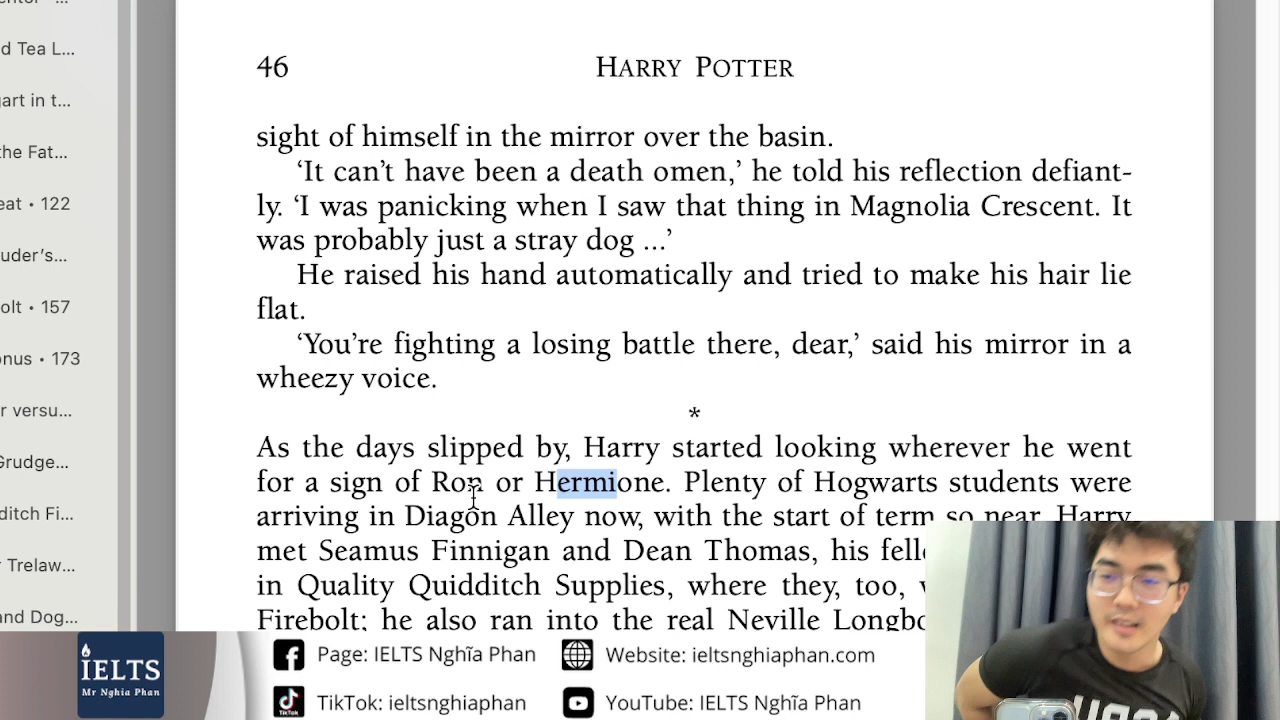 d Tea L...
art in t...
the Fat...
eat • 122
uder's...
olt • 157
onus • 173
r versu...
Grudge...
ditch Fi...
r Trelaw...
and Dog...
46 HARRY POTTER
sight of himself in the mirror over the basin.
‘It can’t have been a death omen,’ he told his reflection defiant-
ly. ‘I was panicking when I saw that thing in Magnolia Crescent. It
was probably just a stray dog ...’
He raised his hand automatically and tried to make his hair lie
flat.
‘You’re fighting a losing battle there, dear,’ said his mirror in a
wheezy voice.
*
As the days slipped by, Harry started looking wherever he went
for a sign of Ron or Hermione. Plenty of Hogwarts students were
arriving in Diagon Alley now, with the start of term so near. Harry
met Seamus Finnigan and Dean Thomas, his fell
in Quality Quidditch Supplies, where they, too,
Firebolt; he also ran into the real Neville Longbo
IELTS
Mr Nghia Phan
Page: IELTS Nghĩa Phan
Website: ieltsnghiaphan.com
TikTok: ieltsnghiaphan
YouTube: IELTS Nghĩa Phan